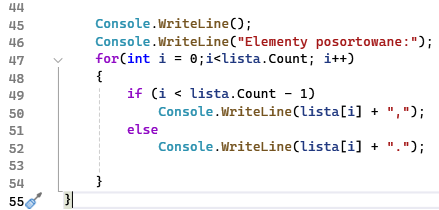 44
45 Console.WriteLine();
46 Console.WriteLine("Elementy posortowane:");
47 for(int i = 0;i<lista.Count; i++)
48 {
49 if (i < lista.Count - 1)
50 Console.WriteLine(lista[i] + ",");
51 else
52 Console.WriteLine(lista[i] + ".");
53
54 }
55 }